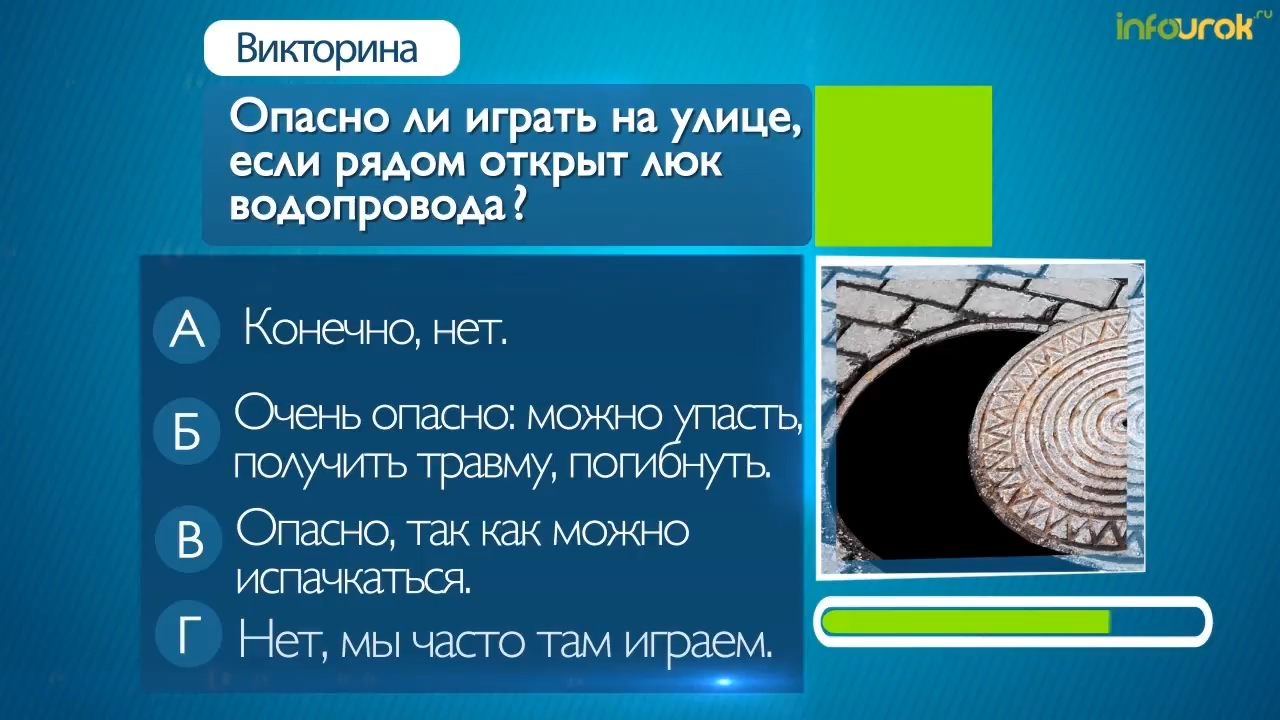 infourok.ru
Викторина
Опасно ли играть на улице,
если рядом открыт люк
водопровода?
А Конечно, нет.
Б Очень опасно: можно упасть,
получить травму, погибнуть.
В Опасно, так как можно
испачкаться.
Г Нет, мы часто там играем.